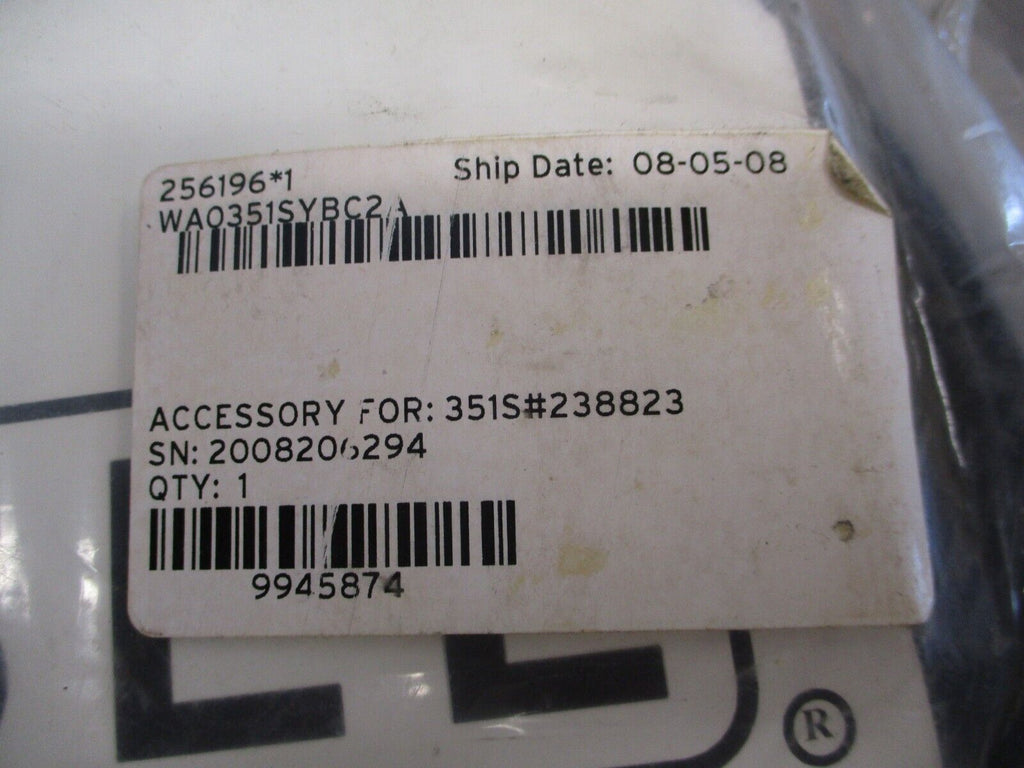 256196*1
Ship Date: 08-05-08
WA0351SYBC2A
ACCESSORY FOR: 351S#238823
SN: 2008206294
QTY: 1
9945874
®